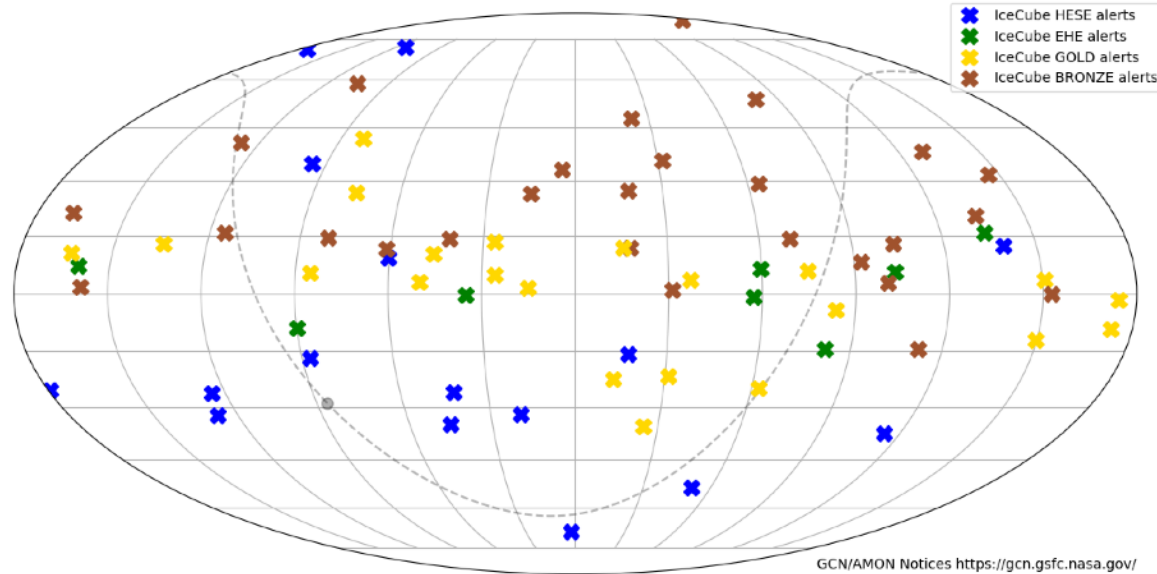 IceCube HESE alerts
IceCube EHE alerts
IceCube GOLD alerts
IceCube BRONZE alerts
GCN/AMON Notices https://gcn.gsfc.nasa.gov/